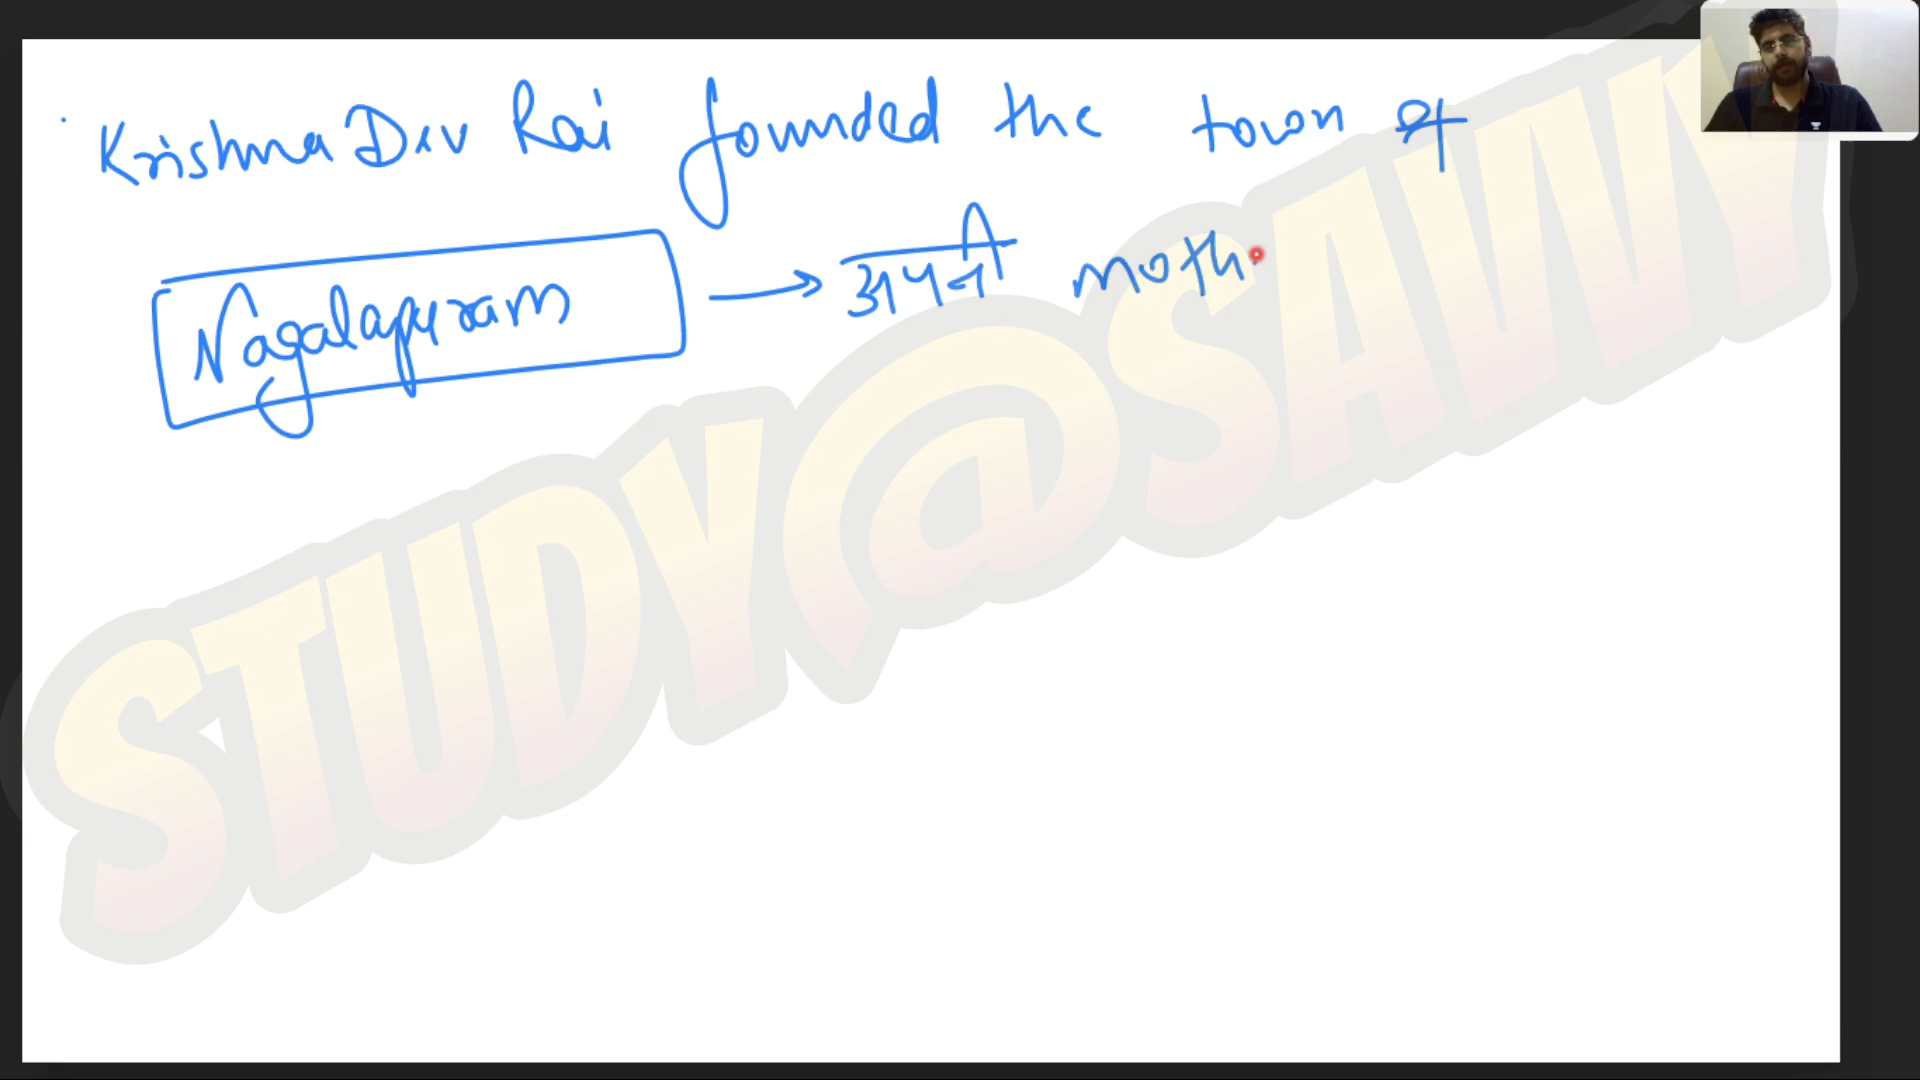 Krishna Dev Rai founded the town of
Nagalapuram → अपनी moth
STUDY@SAVVY